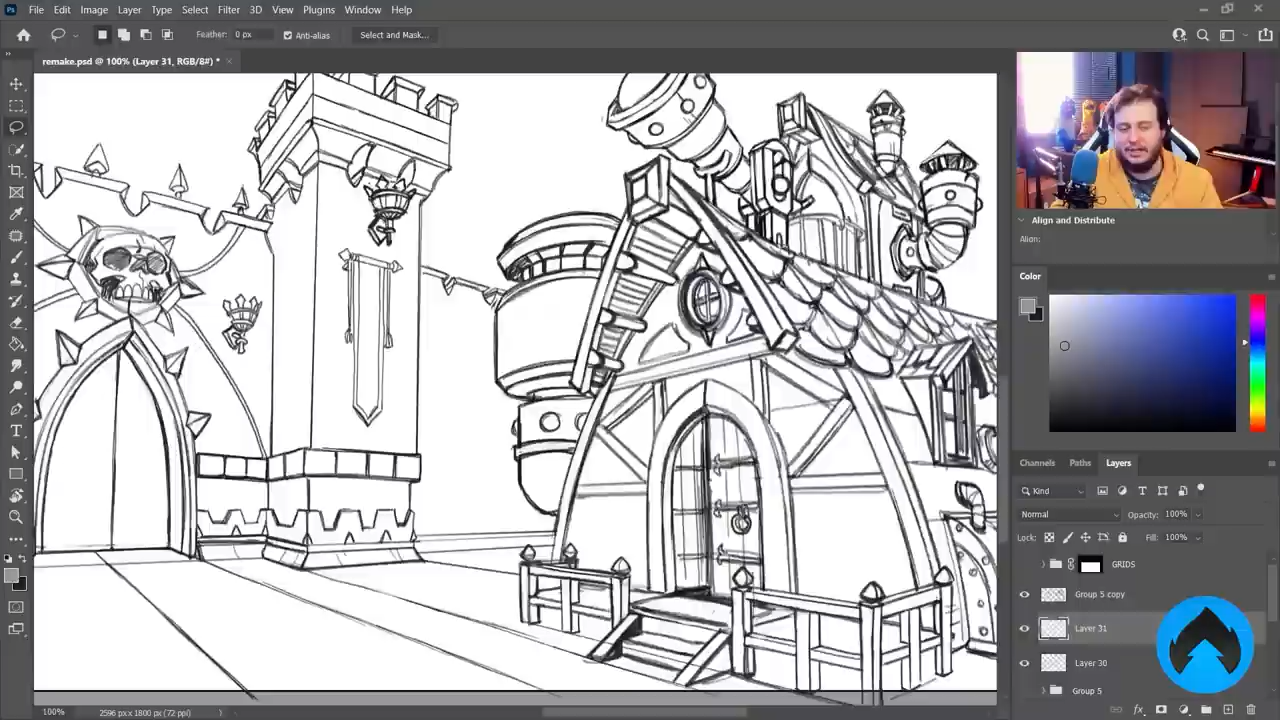 Ps File Edit Image Layer Type Select Filter 3D View Plugins Window Help
Feather: 0 px Anti-alias Select and Mask...
remake.psd @ 100% (Layer 31, RGB/8#) *
Align and Distribute
Align:
Color
Channels Paths Layers
Kind
Normal Opacity: 100%
Lock: Fill: 100%
GRIDS
Group 5 copy
Layer 31
Layer 30
Group 5
100% 2596 px x 1800 px (72 ppi)